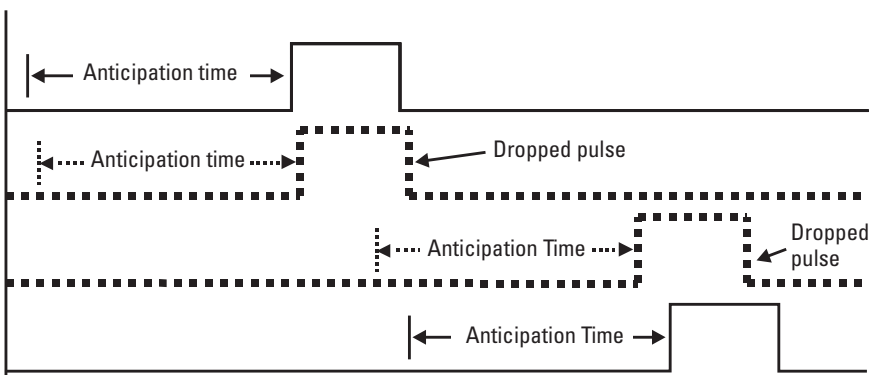 Anticipation time
Anticipation time
Dropped pulse
Anticipation Time
Dropped
pulse
Anticipation Time